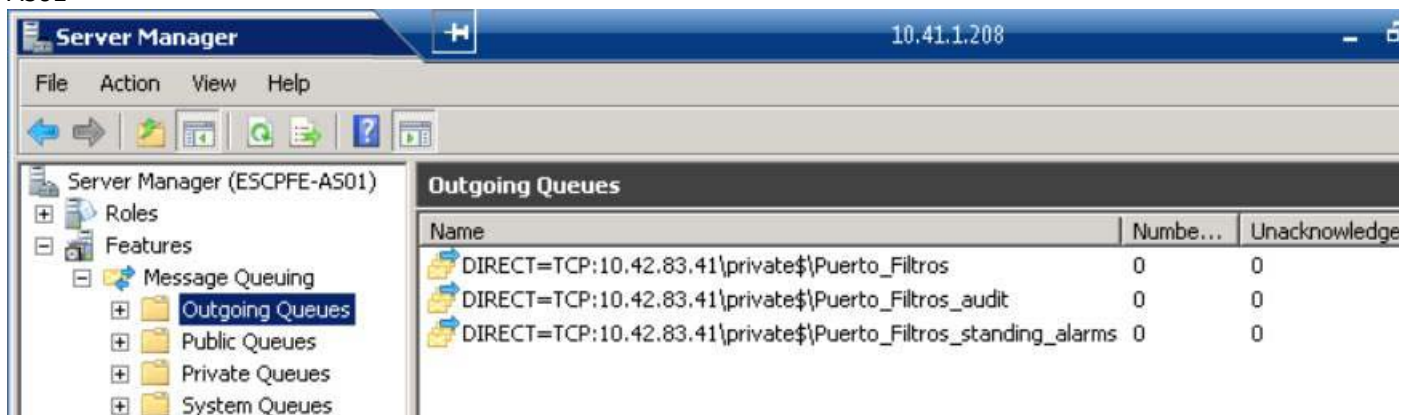 Server Manager 10.41.1.208
File Action View Help
Server Manager (ESCPFE-AS01)
Roles
Features
Message Queuing
Outgoing Queues
Public Queues
Private Queues
System Queues
Outgoing Queues
Name Numbe... Unacknowledge
DIRECT=TCP:10.42.83.41\private$\Puerto_Filtros 0 0
DIRECT=TCP:10.42.83.41\private$\Puerto_Filtros_audit 0 0
DIRECT=TCP:10.42.83.41\private$\Puerto_Filtros_standing_alarms 0 0